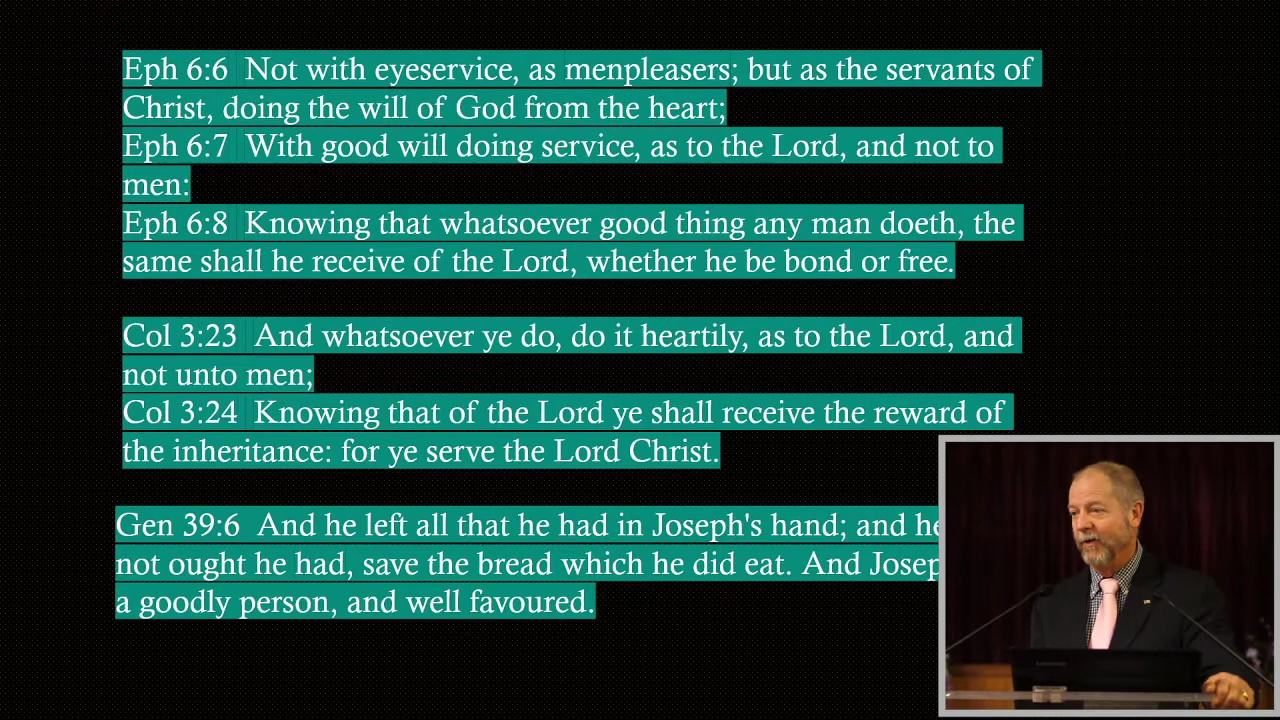 Eph 6:6 Not with eyeservice, as menpleasers; but as the servants of
Christ, doing the will of God from the heart;
Eph 6:7 With good will doing service, as to the Lord, and not to
men:
Eph 6:8 Knowing that whatsoever good thing any man doeth, the
same shall he receive of the Lord, whether he be bond or free.
Col 3:23 And whatsoever ye do, do it heartily, as to the Lord, and
not unto men;
Col 3:24 Knowing that of the Lord ye shall receive the reward of
the inheritance: for ye serve the Lord Christ.
Gen 39:6 And he left all that he had in Joseph's hand; and he
not ought he had, save the bread which he did eat. And Josep
a goodly person, and well favoured.